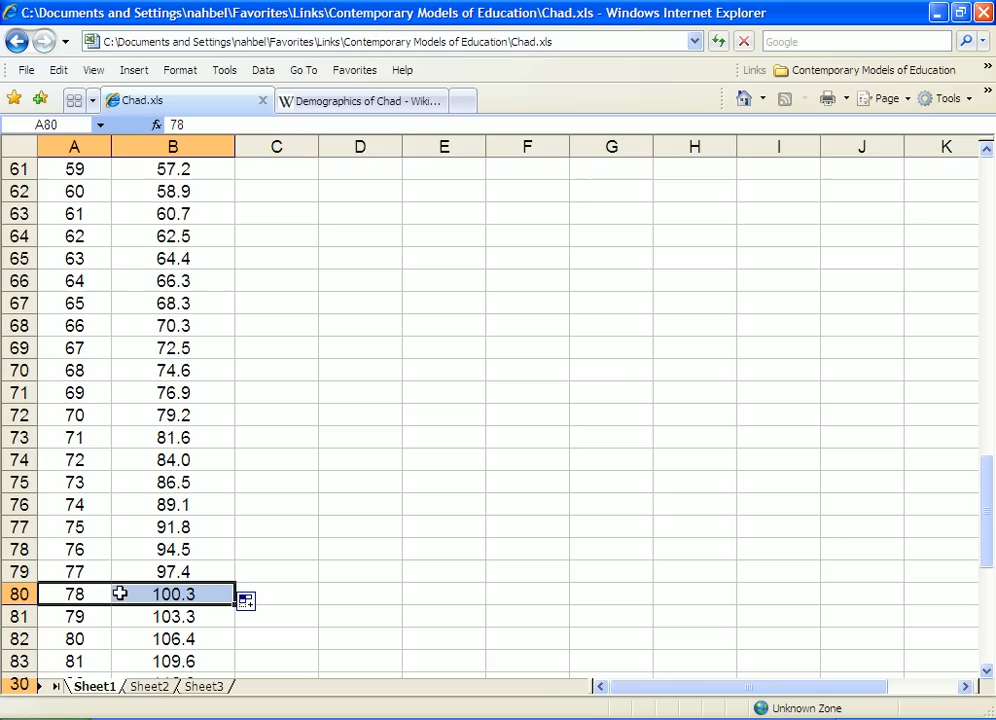 C:\Documents and Settings\nahbel\Favorites\Links\Contemporary Models of Education\Chad.xls - Windows Internet Explorer
C:\Documents and Settings\nahbel\Favorites\Links\Contemporary Models of Education\Chad.xls Google
File Edit View Insert Format Tools Data Go To Favorites Help Links Contemporary Models of Education »
Chad.xls Demographics of Chad - Wiki... Page Tools »
A80 fx 78
A B C D E F G H I J K
61 59 57.2
62 60 58.9
63 61 60.7
64 62 62.5
65 63 64.4
66 64 66.3
67 65 68.3
68 66 70.3
69 67 72.5
70 68 74.6
71 69 76.9
72 70 79.2
73 71 81.6
74 72 84.0
75 73 86.5
76 74 89.1
77 75 91.8
78 76 94.5
79 77 97.4
80 78 100.3
81 79 103.3
82 80 106.4
83 81 109.6
30 Sheet1 Sheet2 Sheet3
Unknown Zone